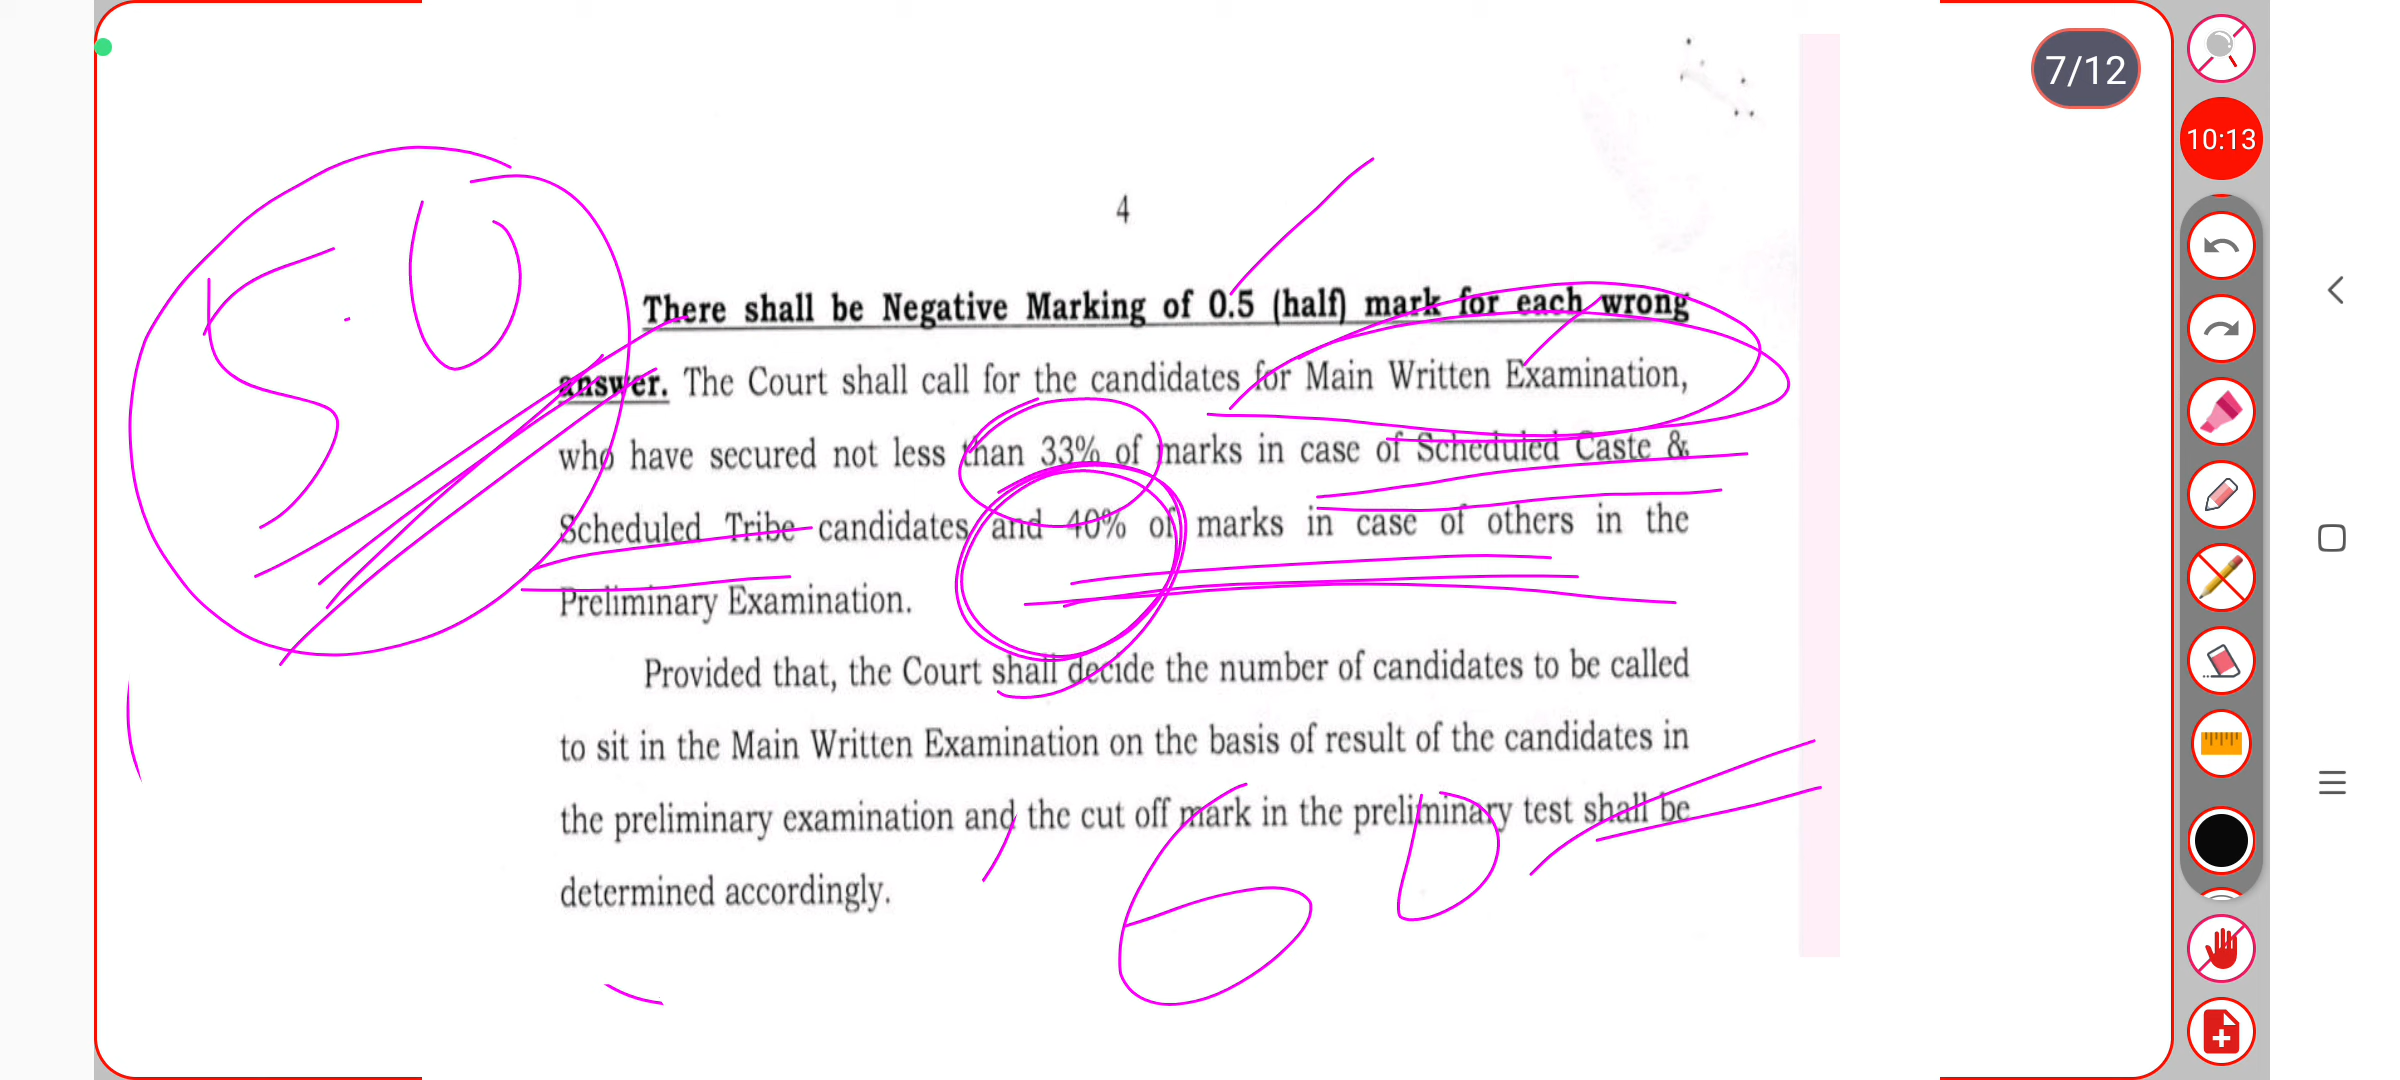 7/12
10:13
4
There shall be Negative Marking of 0.5 (half) mark for each wrong
answer. The Court shall call for the candidates for Main Written Examination,
who have secured not less than 33% of marks in case of Scheduled Caste &
Scheduled Tribe candidates and 40% of marks in case of others in the
Preliminary Examination.
Provided that, the Court shall decide the number of candidates to be called
to sit in the Main Written Examination on the basis of result of the candidates in
the preliminary examination and the cut off mark in the preliminary test shall be
determined accordingly.
50
60